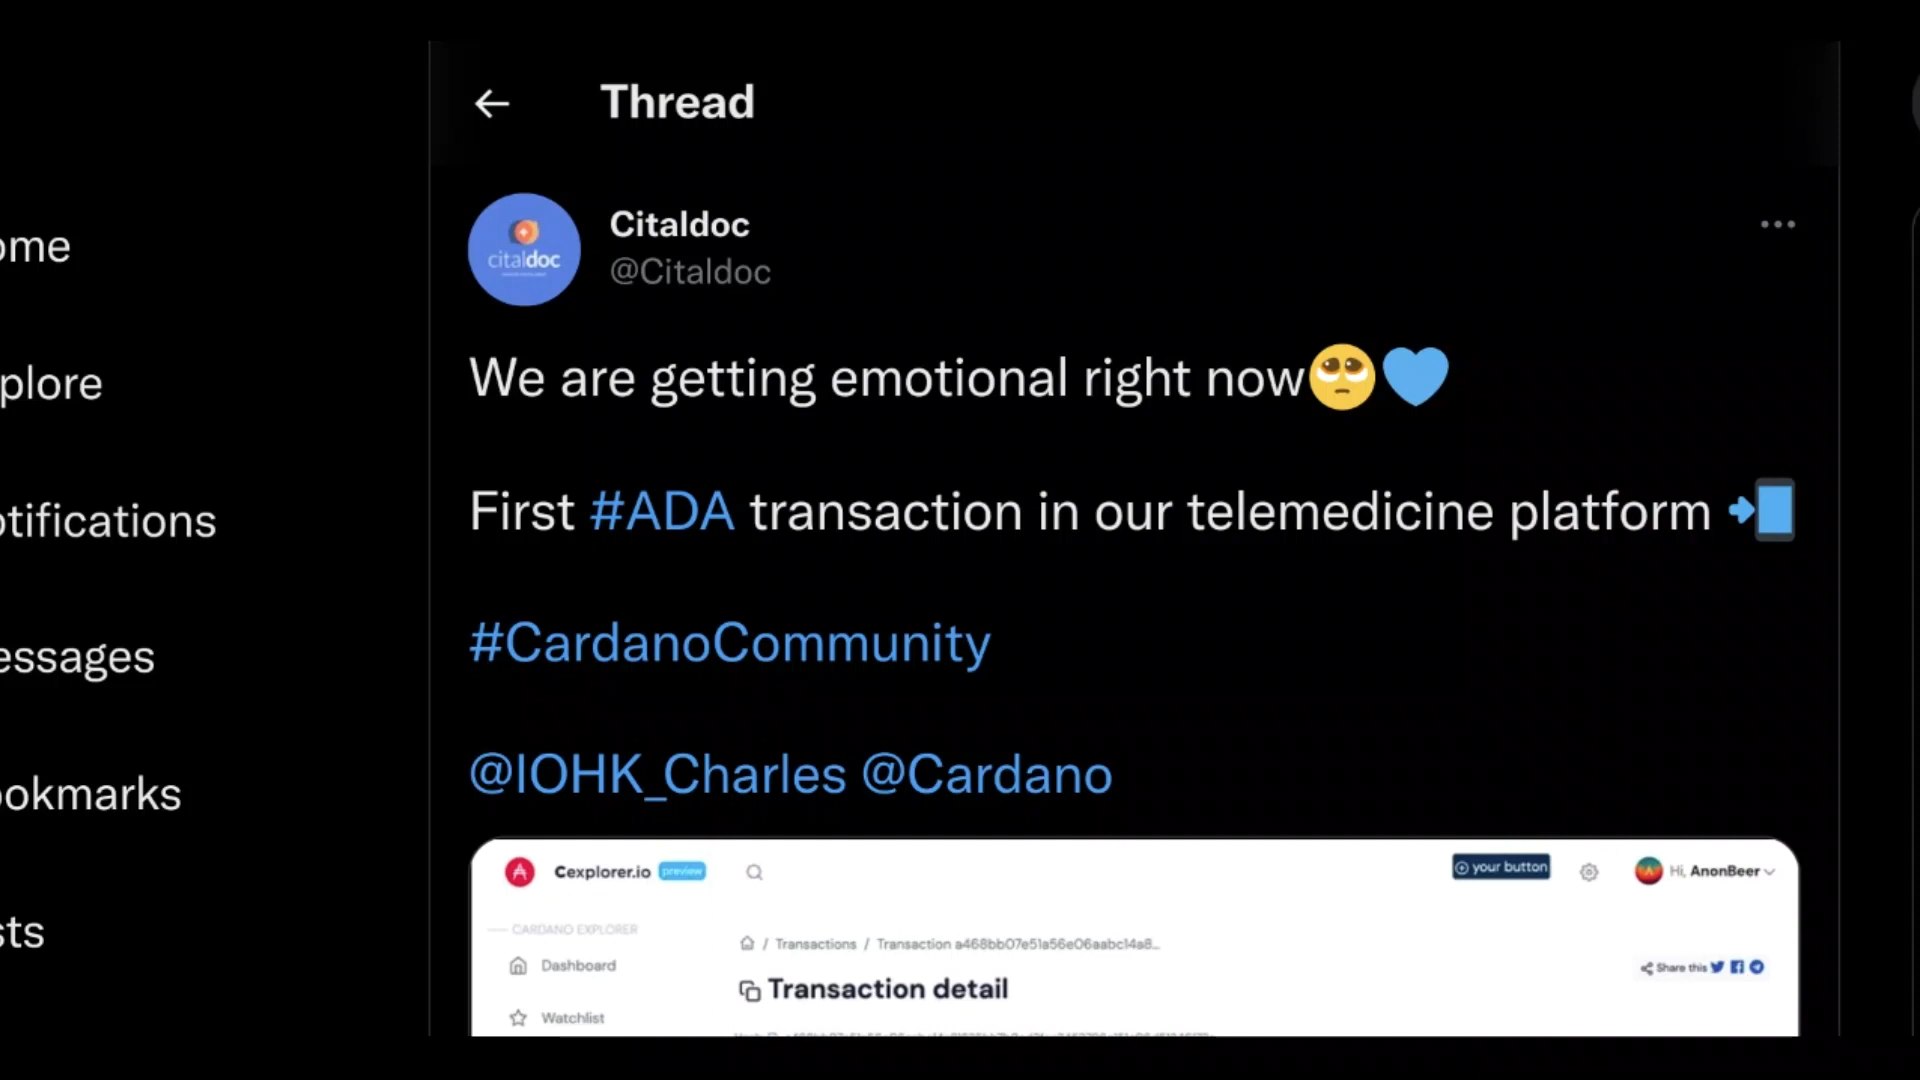 Thread
Citaldoc
@Citaldoc
citaldoc
ome
plore
otifications
essages
ookmarks
sts
We are getting emotional right now🥺💙
First #ADA transaction in our telemedicine platform 📲
#CardanoCommunity
@IOHK_Charles @Cardano
Cexplorer.io preview
your button
Hi, AnonBeer
CARDANO EXPLORER
Dashboard
Watchlist
/ Transactions / Transaction a468bb07e51a56e06aabc14a8...
Share this
Transaction detail